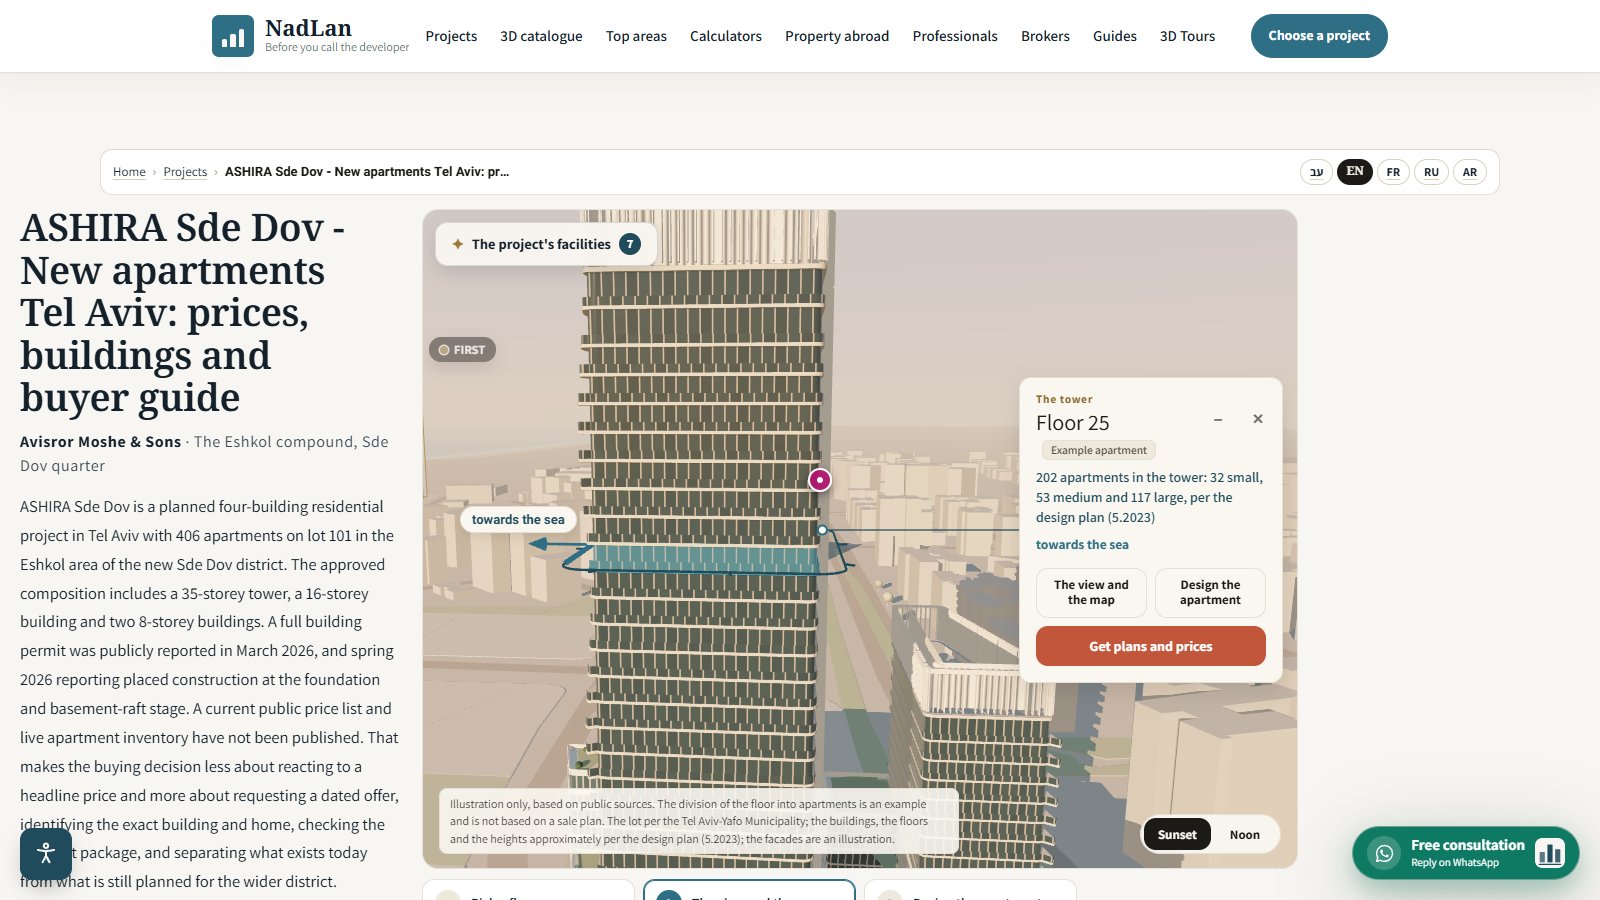 NadLan
Before you call the developer
Projects
3D catalogue
Top areas
Calculators
Property abroad
Professionals
Brokers
Guides
3D Tours
Choose a project
Home › Projects › ASHIRA Sde Dov - New apartments Tel Aviv: pr...
עב
EN
FR
RU
AR
ASHIRA Sde Dov -
New apartments
Tel Aviv: prices,
buildings and
buyer guide
Avisror Moshe & Sons · The Eshkol compound, Sde
Dov quarter
ASHIRA Sde Dov is a planned four-building residential
project in Tel Aviv with 406 apartments on lot 101 in the
Eshkol area of the new Sde Dov district. The approved
composition includes a 35-storey tower, a 16-storey
building and two 8-storey buildings. A full building
permit was publicly reported in March 2026, and spring
2026 reporting placed construction at the foundation
and basement-raft stage. A current public price list and
live apartment inventory have not been published. That
makes the buying decision less about reacting to a
headline price and more about requesting a dated offer,
identifying the exact building and home, checking the
package, and separating what exists today
from what is still planned for the wider district.
The project's facilities 7
FIRST
towards the sea
The tower
Floor 25
Example apartment
202 apartments in the tower: 32 small,
53 medium and 117 large, per the
design plan (5.2023)
towards the sea
The view and
the map
Design the
apartment
Get plans and prices
Illustration only, based on public sources. The division of the floor into apartments is an example
and is not based on a sale plan. The lot per the Tel Aviv-Yafo Municipality; the buildings, the floors
and the heights approximately per the design plan (5.2023); the facades are an illustration.
Sunset
Noon
Free consultation
Reply on WhatsApp